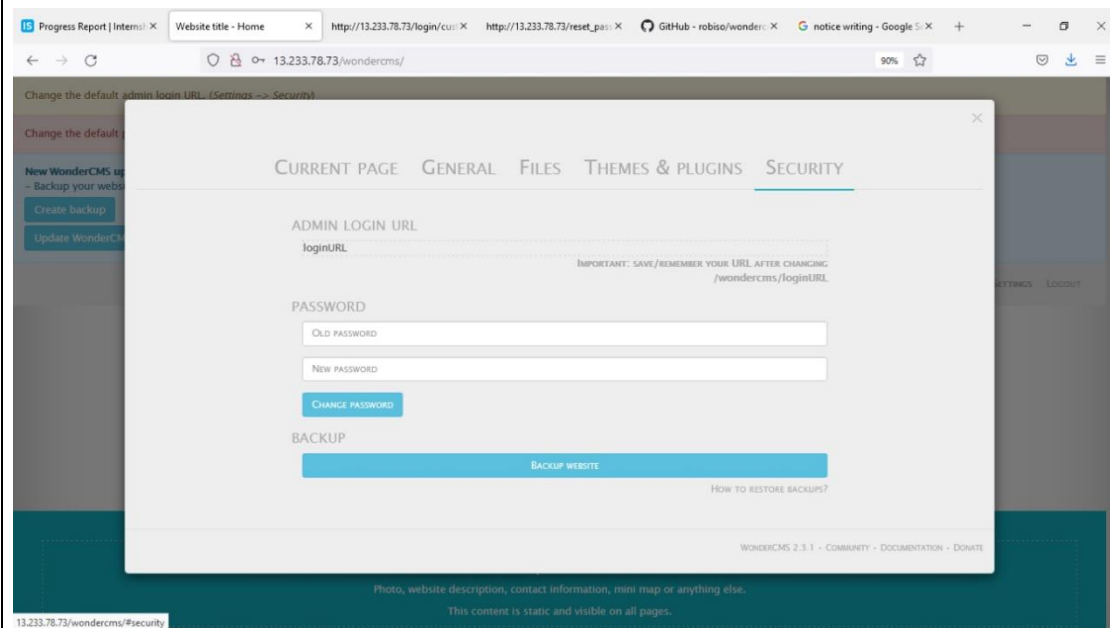 Progress Report | Interns
Website title - Home
http://13.233.78.73/login/cus
http://13.233.78.73/reset_pas
GitHub - robiso/wonderc
notice writing - Google S
13.233.78.73/wondercms/
90%
Change the default admin login URL. (Settings -> Security)
Change the default
New WonderCMS up
– Backup your websi
Create backup
Update WonderCM
CURRENT PAGE GENERAL FILES THEMES & PLUGINS SECURITY
ADMIN LOGIN URL
loginURL
IMPORTANT: SAVE/REMEMBER YOUR URL AFTER CHANGING
/wondercms/loginURL
SETTINGS LOGOUT
PASSWORD
OLD PASSWORD
NEW PASSWORD
CHANGE PASSWORD
BACKUP
BACKUP WEBSITE
HOW TO RESTORE BACKUPS?
WONDERCMS 2.3.1 - COMMUNITY - DOCUMENTATION - DONATE
Photo, website description, contact information, mini map or anything else.
This content is static and visible on all pages.
13.233.78.73/wondercms/#security